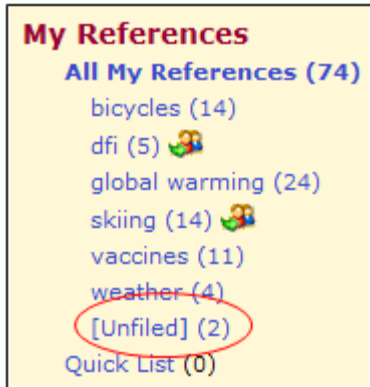 My References
All My References (74)
bicycles (14)
dfi (5)
global warming (24)
skiing (14)
vaccines (11)
weather (4)
[Unfiled] (2)
Quick List (0)